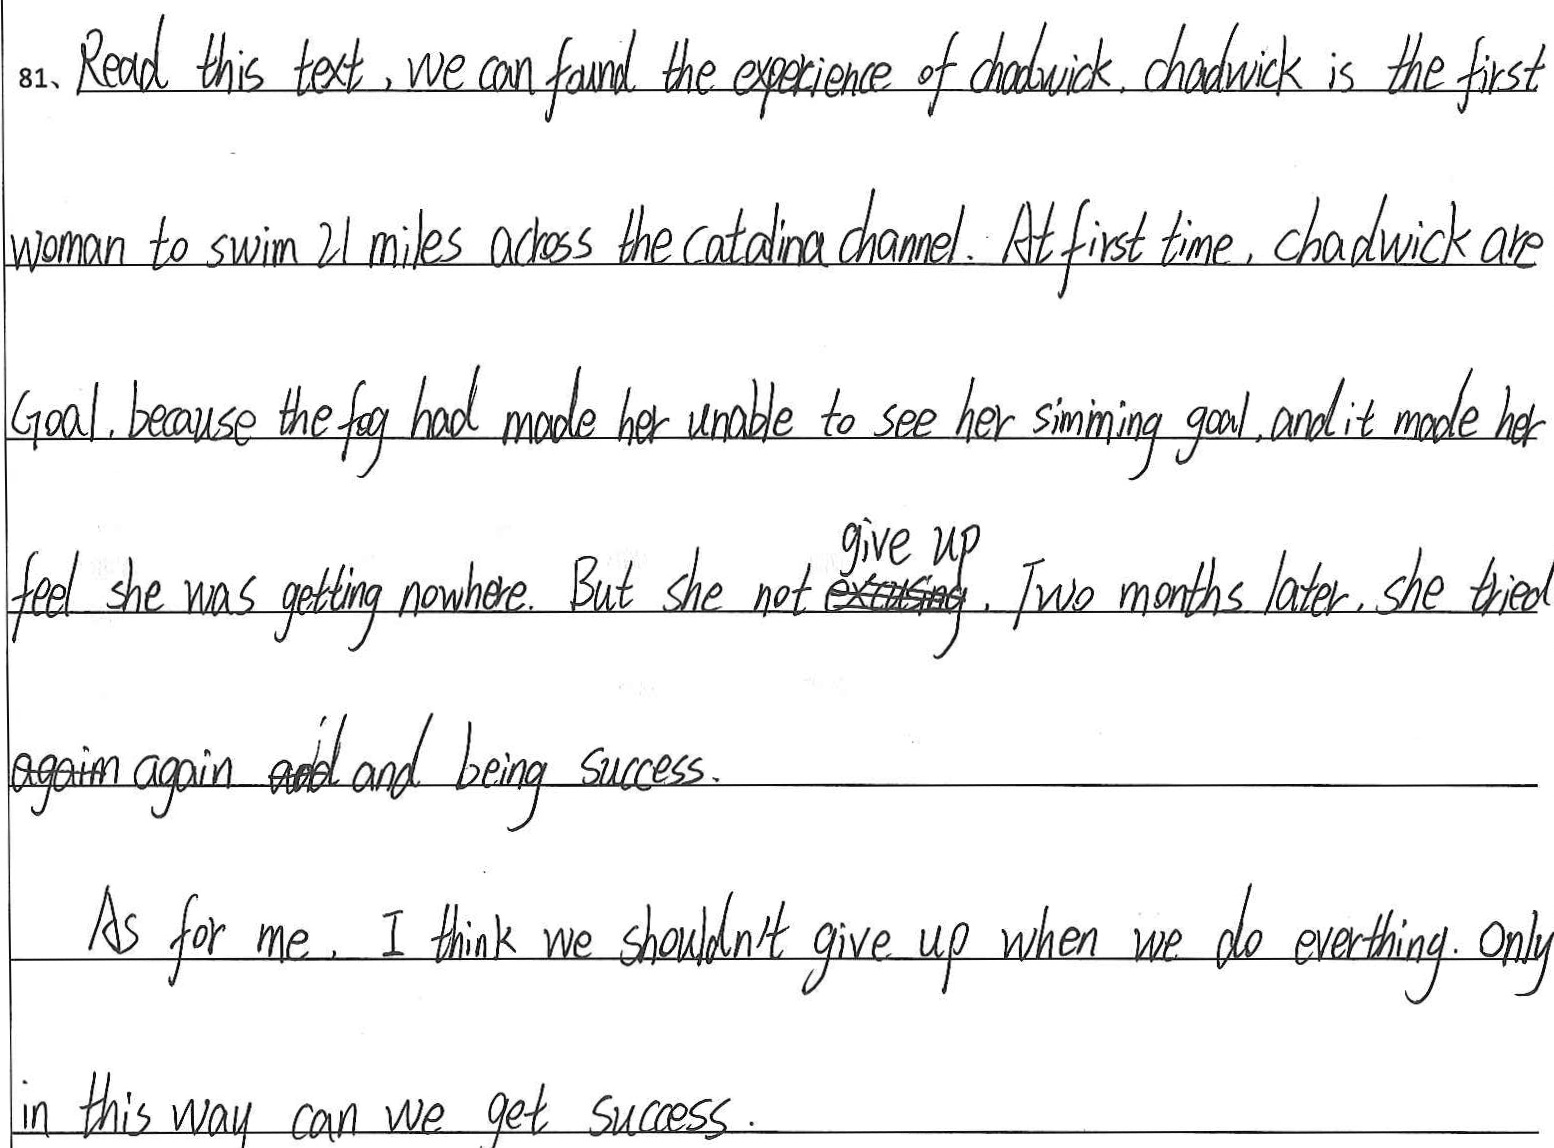 81、Read this text, we can found the experience of chadwick. chadwick is the first
woman to swim 21 miles across the Catalina channel. At first time, chadwick are
Goal. because the fog had made her unable to see her simming goal, and it made her
feel she was getting nowhere. But she not give up. Two months later, she tried
again and being success.
As for me, I think we shouldn't give up when we do everthing. Only
in this way can we get success.